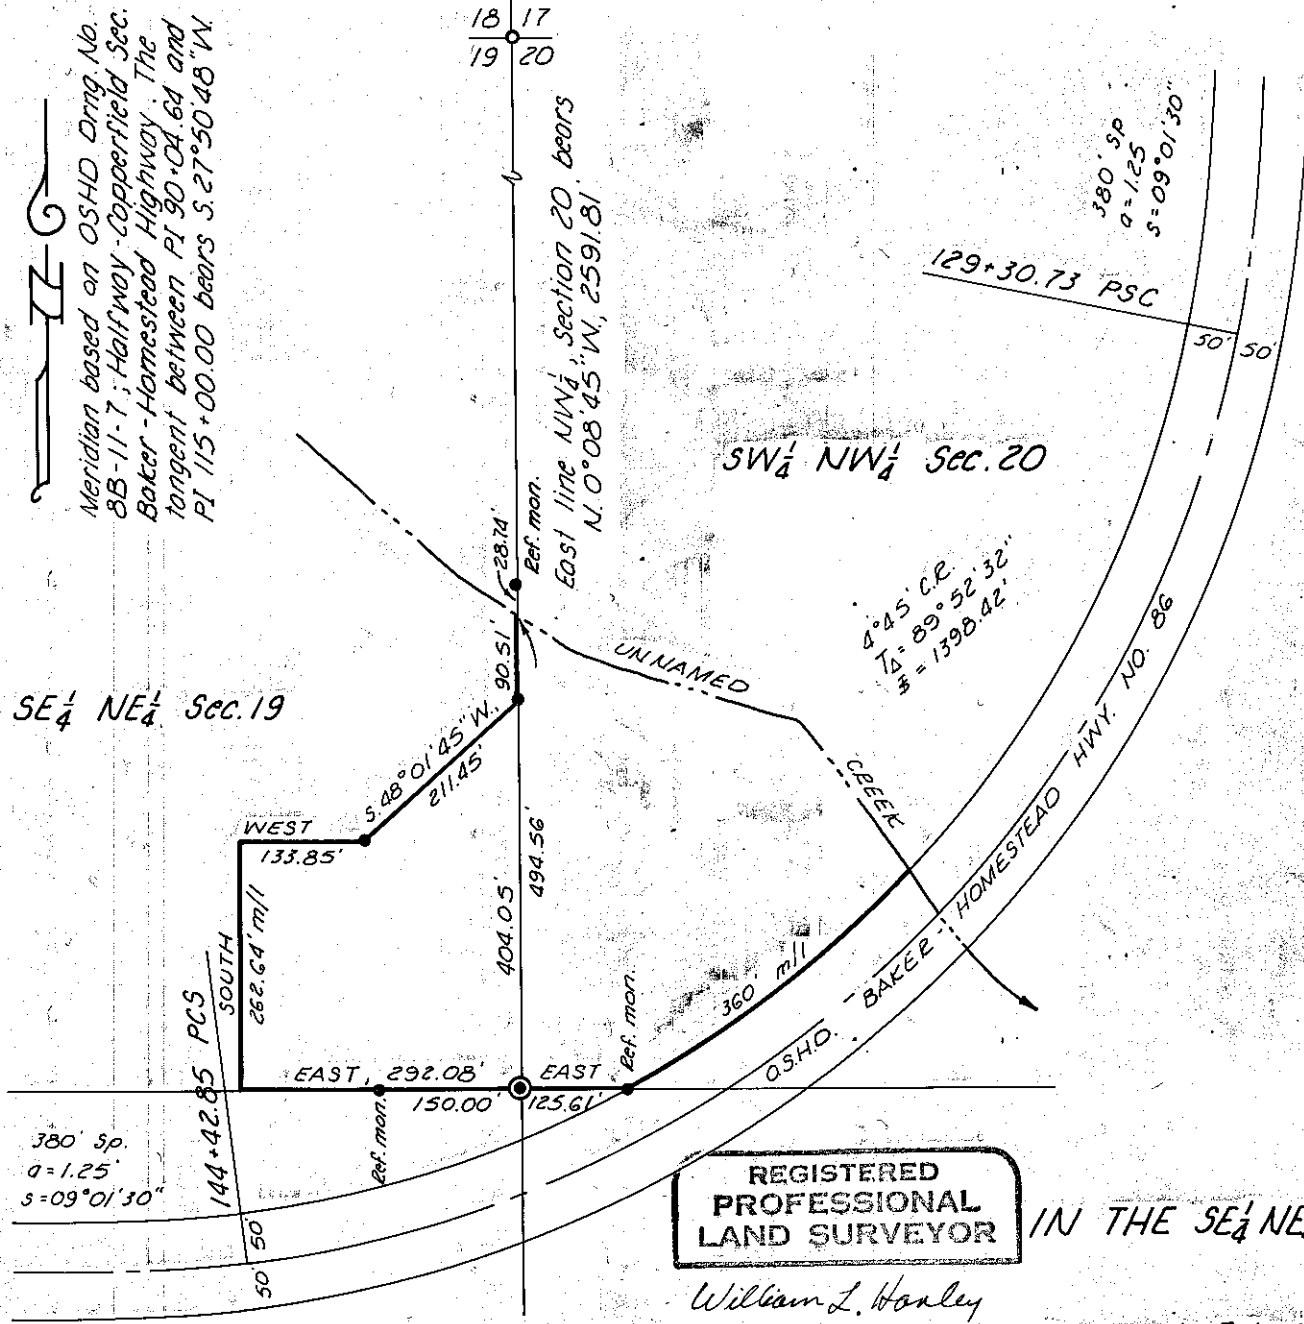 18 17
19 20
N
Meridian based on OSHD Drng. No.
8B-11-7; Halfway-Copperfield Sec.
Baker-Homestead Highway. The
tangent between PI 90+04.64 and
PI 115+00.00 bears S.27°50'48"W.
East line NW¼, Section 20 bears
N.0°08'45"W, 2591.81'
380' SP
a=1.25
s=09°01'30"
129+30.73 PSC
50' 50'
SW¼ NW¼ Sec. 20
28.74'
Ref. mon.
4°45' C.R.
= 89°52'32"
= 1398.42'
UNNAMED
CREEK
90.51'
SE¼ NE¼ Sec. 19
S.48°01'45"W.,
211.45'
WEST
133.85'
494.56'
404.05'
SOUTH
262.64' m/l
144+42.85 PCS
360' m/l
Ref. mon.
O.S.H.D. - BAKER - HOMESTEAD HWY. NO. 86
EAST, 292.08'
EAST
150.00'
125.61'
Ref. mon.
380' Sp.
a=1.25
s=09°01'30"
50' 50'
REGISTERED
PROFESSIONAL
LAND SURVEYOR
IN THE SE¼ NE
William L. Hanley